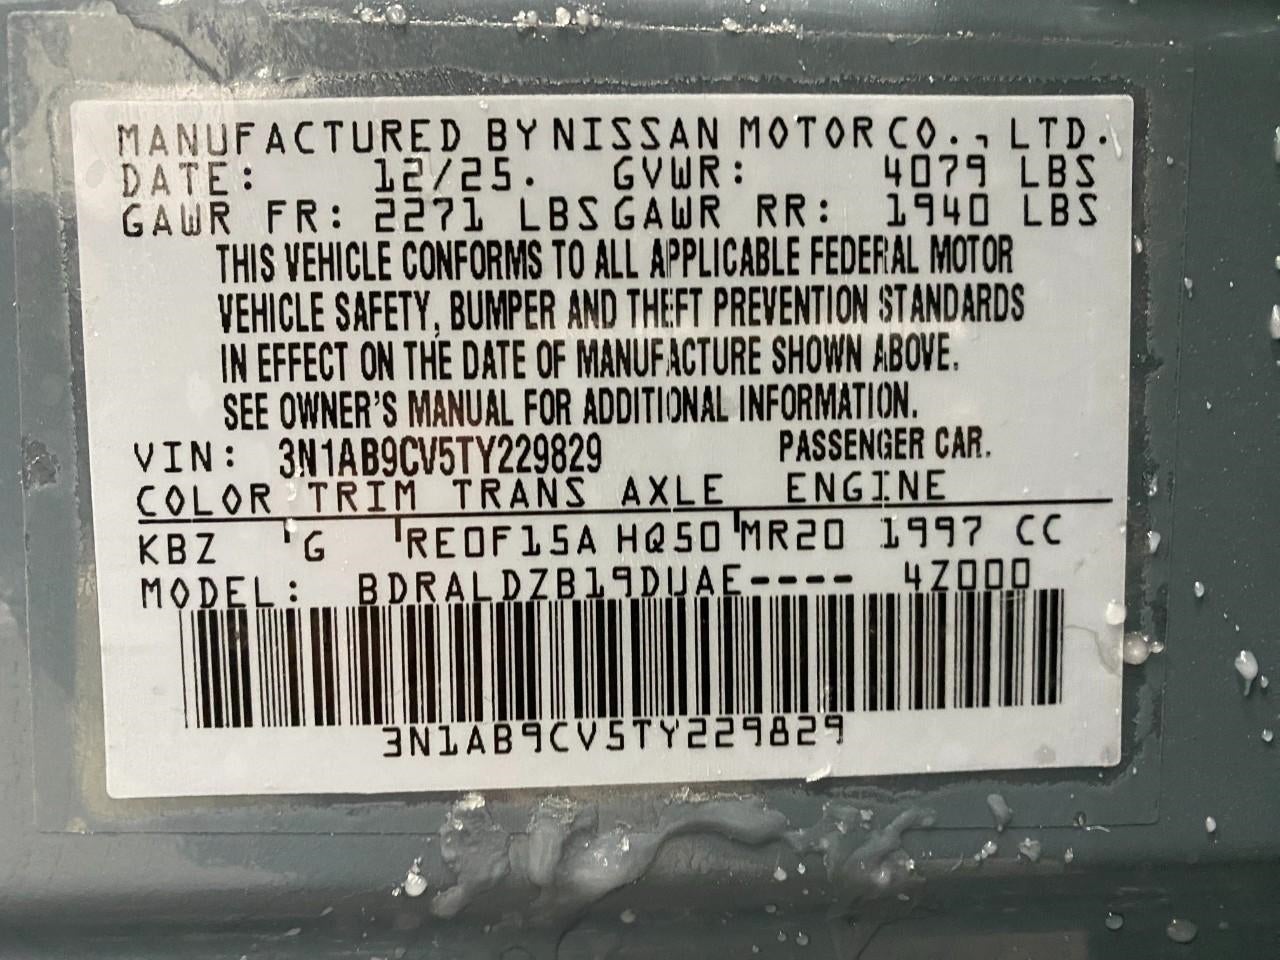 MANUFACTURED BY NISSAN MOTOR CO., LTD.
DATE: 12/25. GVWR: 4079 LBS
GAWR FR: 2271 LBS GAWR RR: 1940 LBS
THIS VEHICLE CONFORMS TO ALL APPLICABLE FEDERAL MOTOR
VEHICLE SAFETY, BUMPER AND THEFT PREVENTION STANDARDS
IN EFFECT ON THE DATE OF MANUFACTURE SHOWN ABOVE.
SEE OWNER'S MANUAL FOR ADDITIONAL INFORMATION.
VIN: 3N1AB9CV5TY229829 PASSENGER CAR.
COLOR TRIM TRANS AXLE ENGINE
KBZ G RE0F15A HQ50 MR20 1997 CC
MODEL: BDRALDZB19DUAE---- 4Z000
3N1AB9CV5TY229829